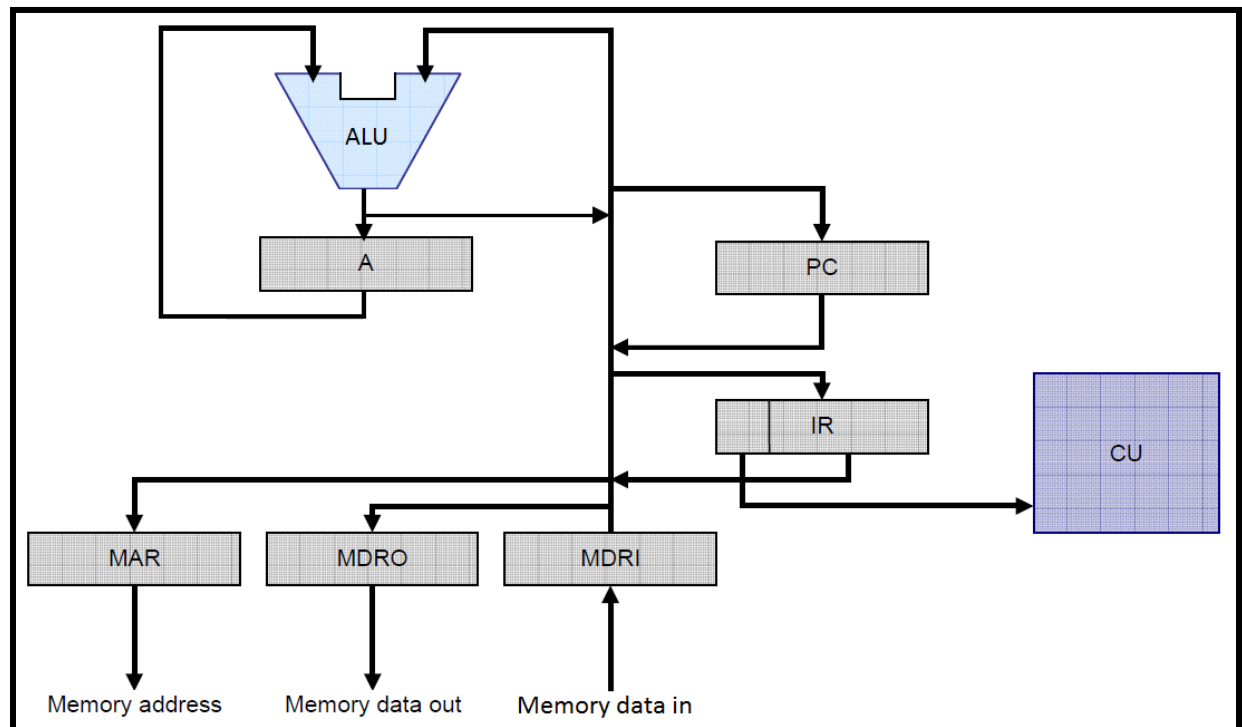 ALU
A
PC
IR
CU
MAR
MDRO
MDRI
Memory address
Memory data out
Memory data in